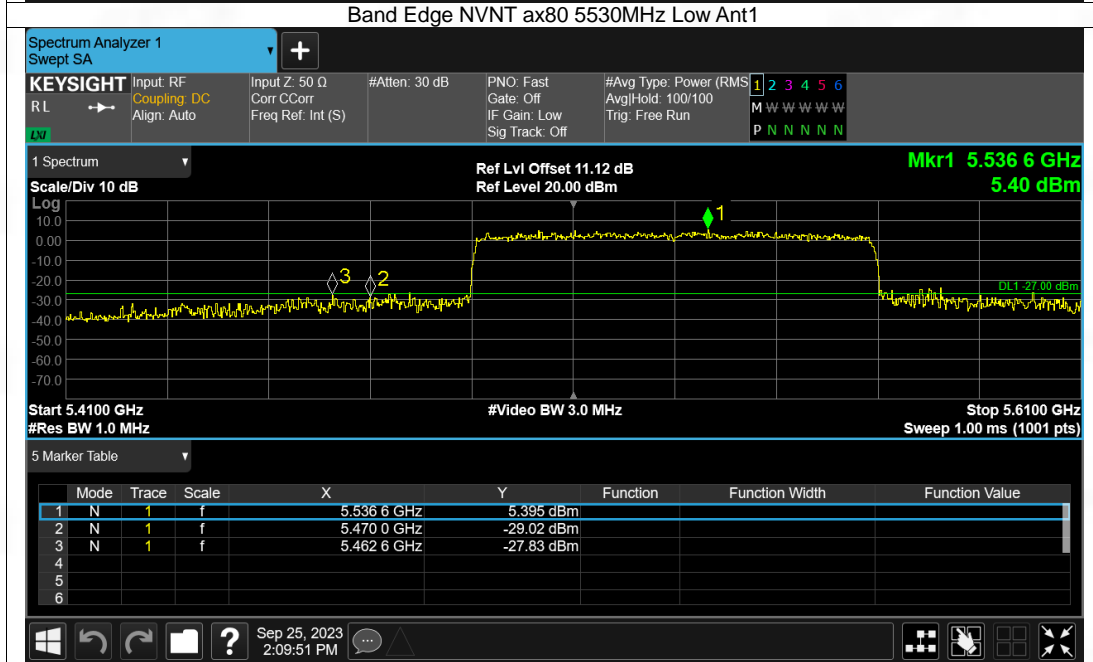 Band Edge NVNT ax80 5530MHz Low Ant1
Spectrum Analyzer 1
Swept SA
+
KEYSIGHT
R L
LXI
Input: RF
Coupling: DC
Align: Auto
Input Z: 50 Ω
Corr CCorr
Freq Ref: Int (S)
#Atten: 30 dB
PNO: Fast
Gate: Off
IF Gain: Low
Sig Track: Off
#Avg Type: Power (RMS
Avg|Hold: 100/100
Trig: Free Run
1 2 3 4 5 6
M W W W W W
P N N N N N
1 Spectrum
Scale/Div 10 dB
Ref Lvl Offset 11.12 dB
Ref Level 20.00 dBm
Mkr1 5.536 6 GHz
5.40 dBm
Log
10.0
0.00
-10.0
-20.0
-30.0
-40.0
-50.0
-60.0
-70.0
3
2
1
DL1 -27.00 dBm
Start 5.4100 GHz
#Res BW 1.0 MHz
#Video BW 3.0 MHz
Stop 5.6100 GHz
Sweep 1.00 ms (1001 pts)
5 Marker Table
Mode Trace Scale X Y Function Function Width Function Value
1 N 1 f 5.536 6 GHz 5.395 dBm
2 N 1 f 5.470 0 GHz -29.02 dBm
3 N 1 f 5.462 6 GHz -27.83 dBm
4
5
6
?
Sep 25, 2023
2:09:51 PM